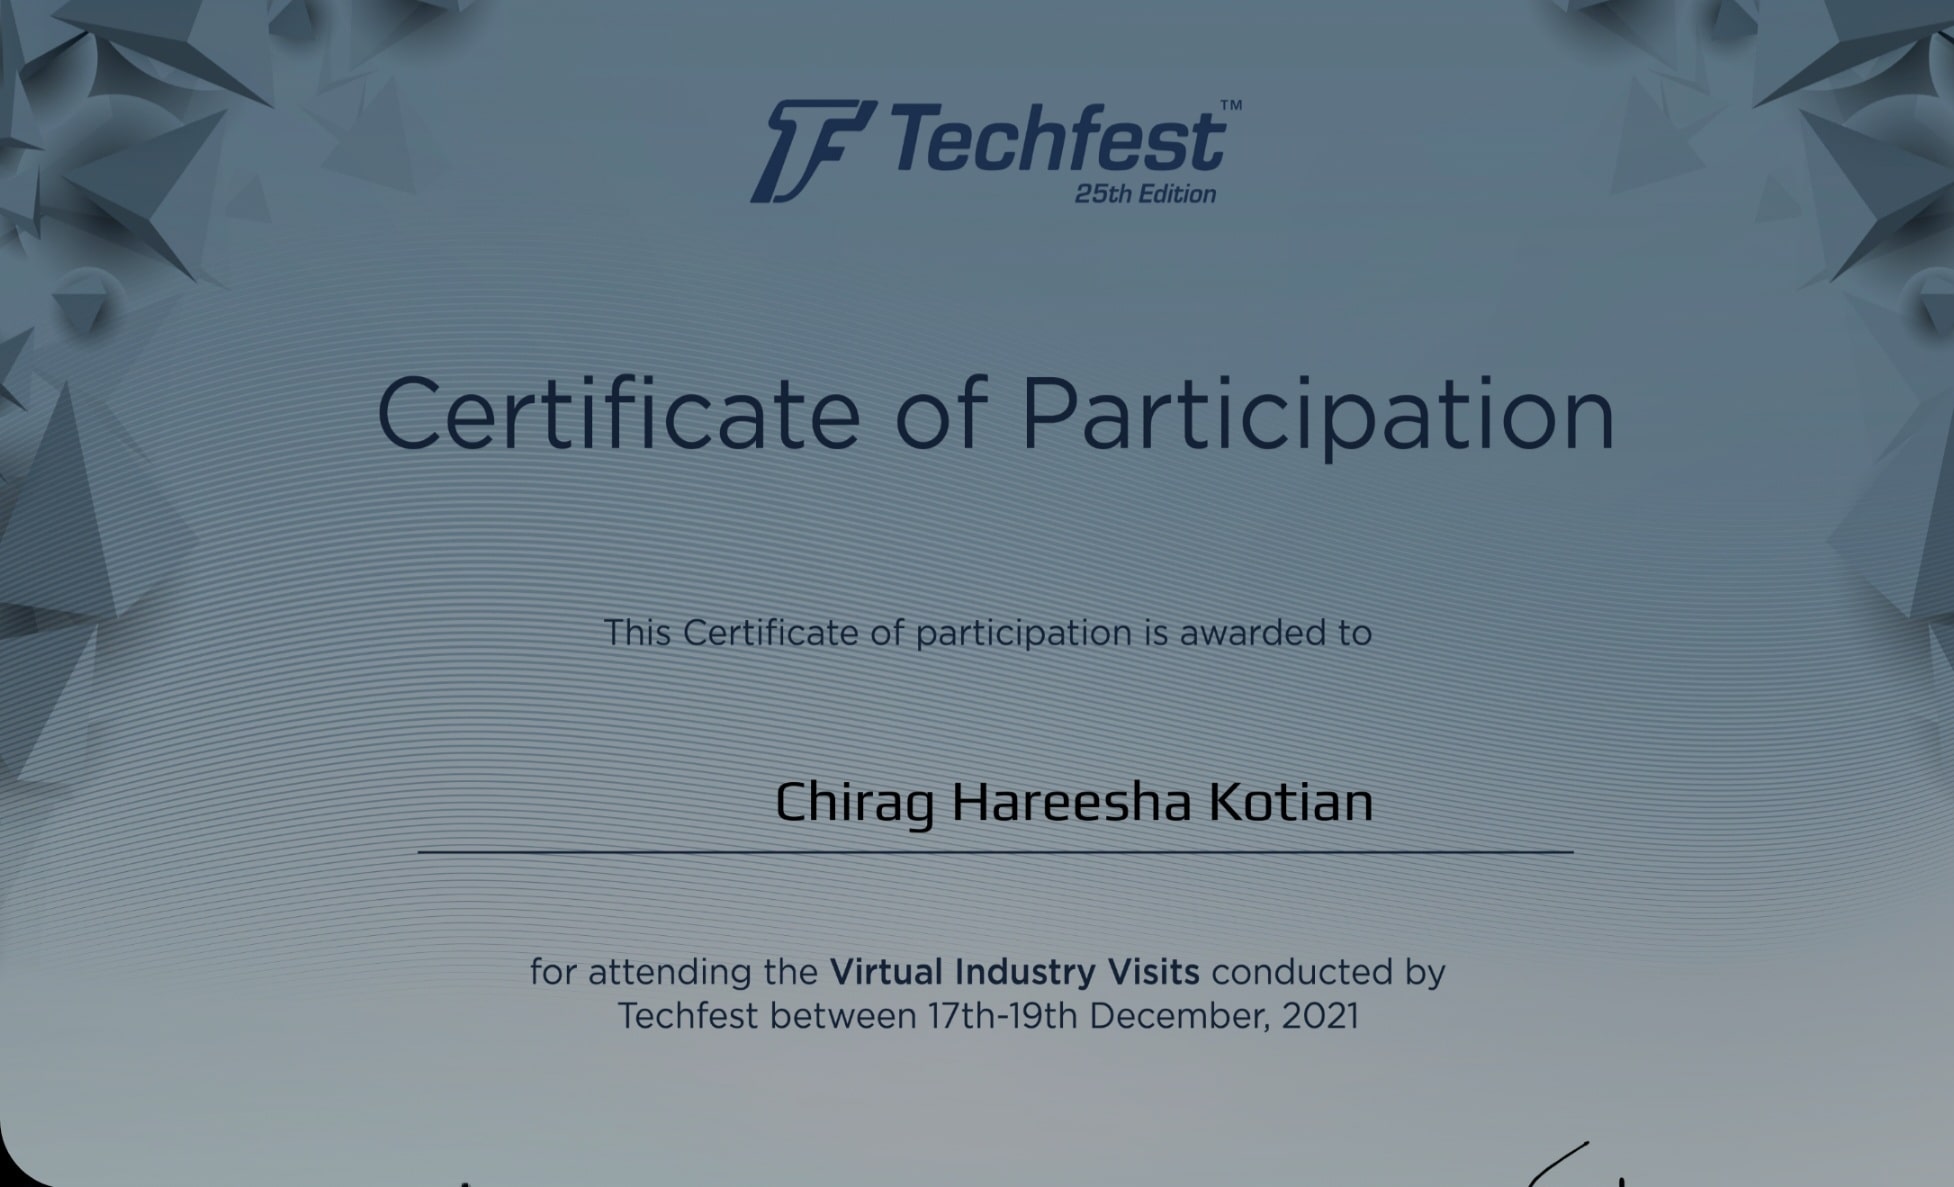 Techfest™
25th Edition
Certificate of Participation
This Certificate of participation is awarded to
Chirag Hareesha Kotian
for attending the Virtual Industry Visits conducted by
Techfest between 17th-19th December, 2021